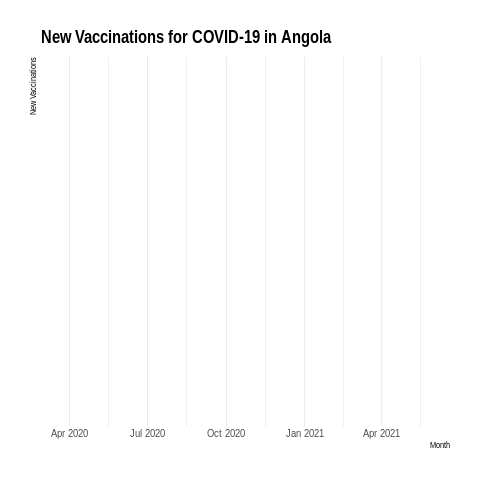 New Vaccinations for COVID-19 in Angola
New Vaccinations
Apr 2020 Jul 2020 Oct 2020 Jan 2021 Apr 2021
Month